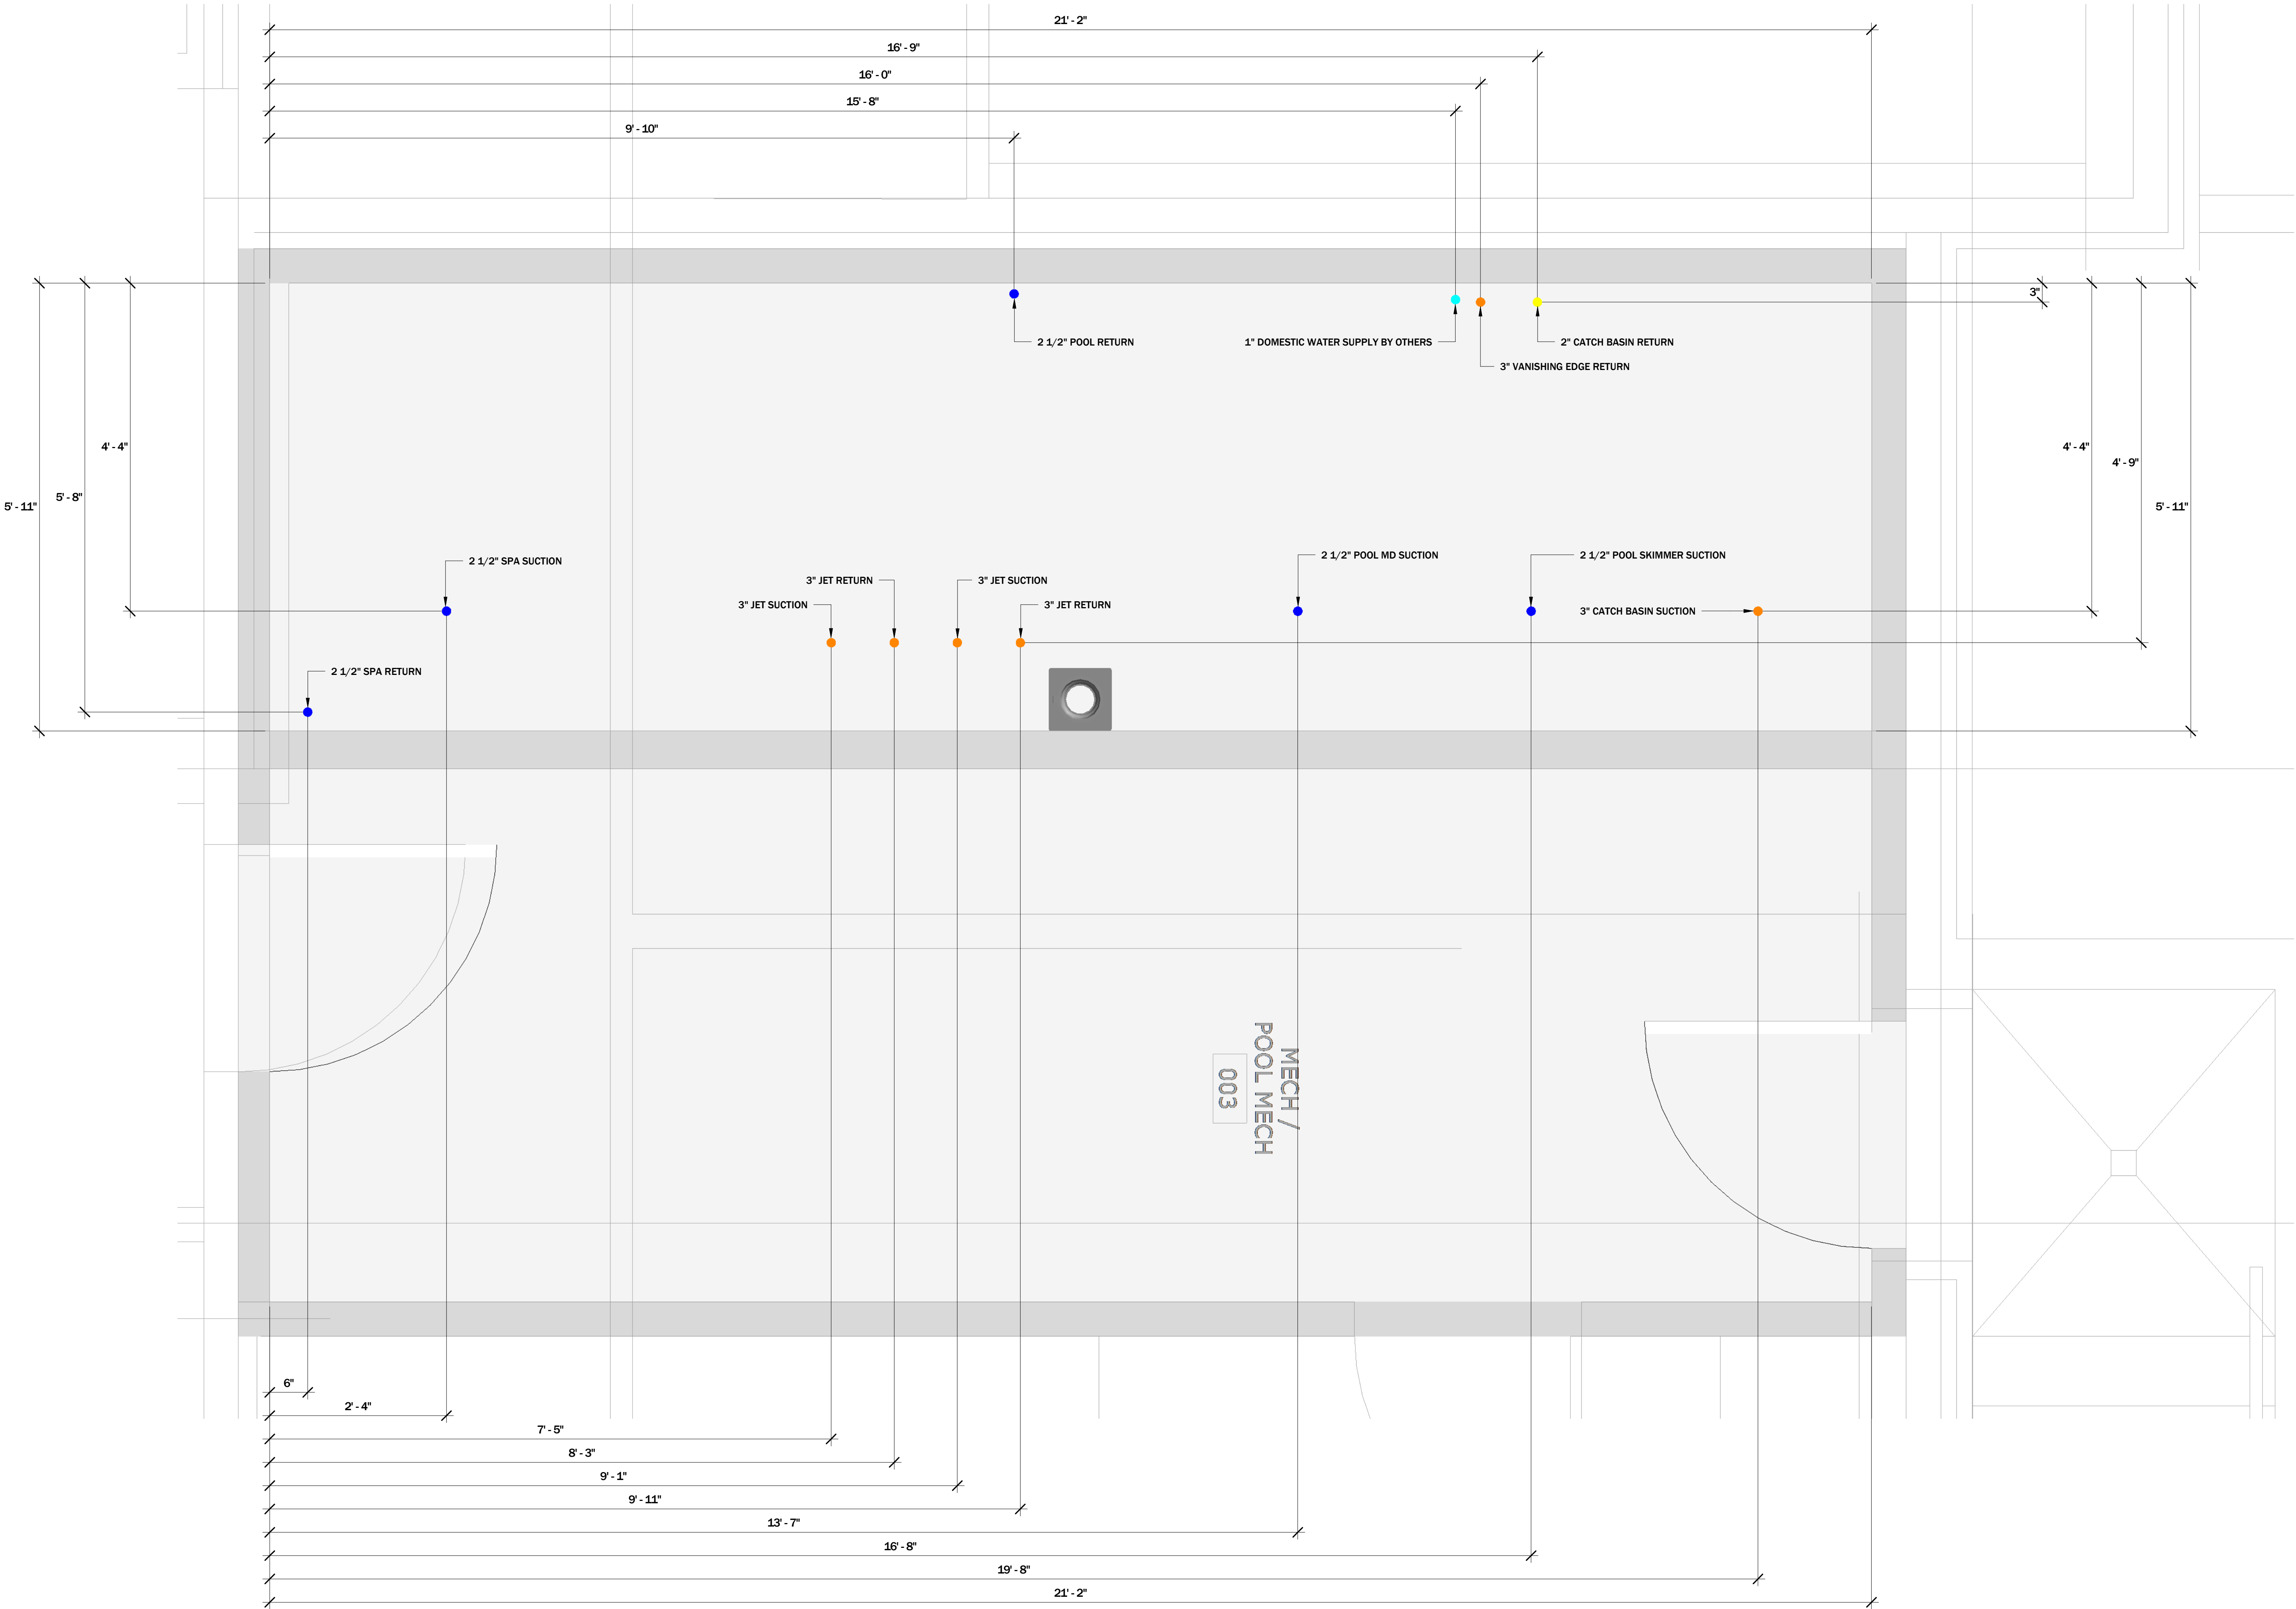 21' - 2"
16' - 9"
16' - 0"
15' - 8"
9' - 10"
3"
2 1/2" POOL RETURN
1" DOMESTIC WATER SUPPLY BY OTHERS
2" CATCH BASIN RETURN
3" VANISHING EDGE RETURN
4' - 4"
5' - 8"
5' - 11"
4' - 4"
4' - 9"
5' - 11"
2 1/2" SPA SUCTION
3" JET RETURN
3" JET SUCTION
3" JET SUCTION
3" JET RETURN
2 1/2" POOL MD SUCTION
2 1/2" POOL SKIMMER SUCTION
3" CATCH BASIN SUCTION
2 1/2" SPA RETURN
MECH /
POOL MECH
003
6"
2' - 4"
7' - 5"
8' - 3"
9' - 1"
9' - 11"
13' - 7"
16' - 8"
19' - 8"
21' - 2"